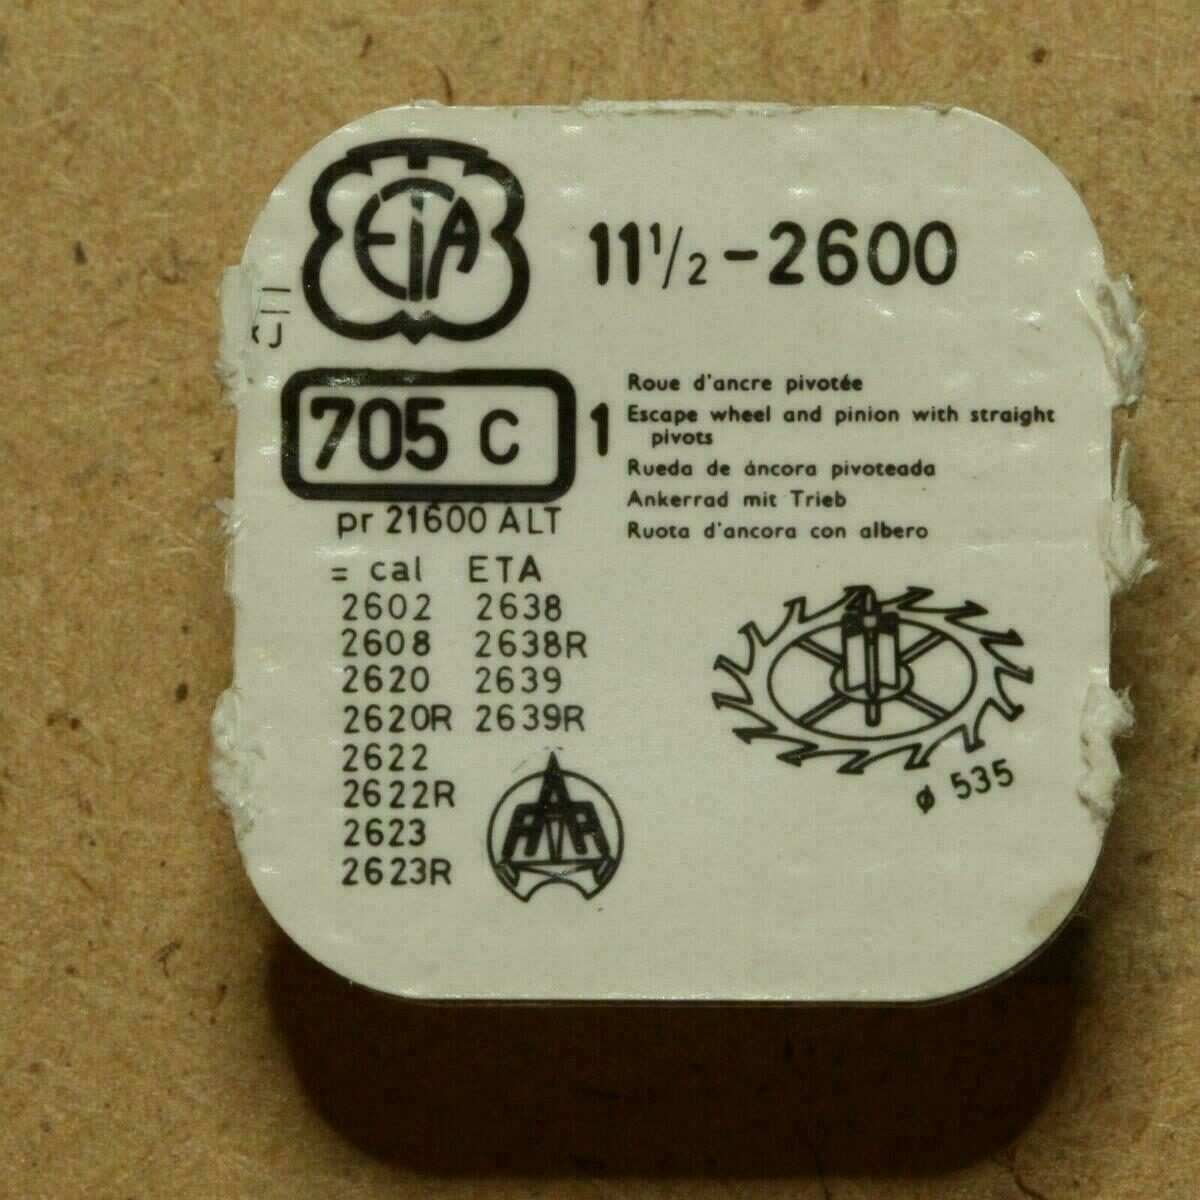 ETA
11 1/2 - 2600
J
705 C
1
Roue d'ancre pivotée
Escape wheel and pinion with straight
pivots
Rueda de áncora pivoteada
Ankerrad mit Trieb
Ruota d'ancora con albero
pr 21600 ALT
= cal ETA
2602 2638
2608 2638R
2620 2639
2620R 2639R
2622
2622R
2623
2623R
ø 535